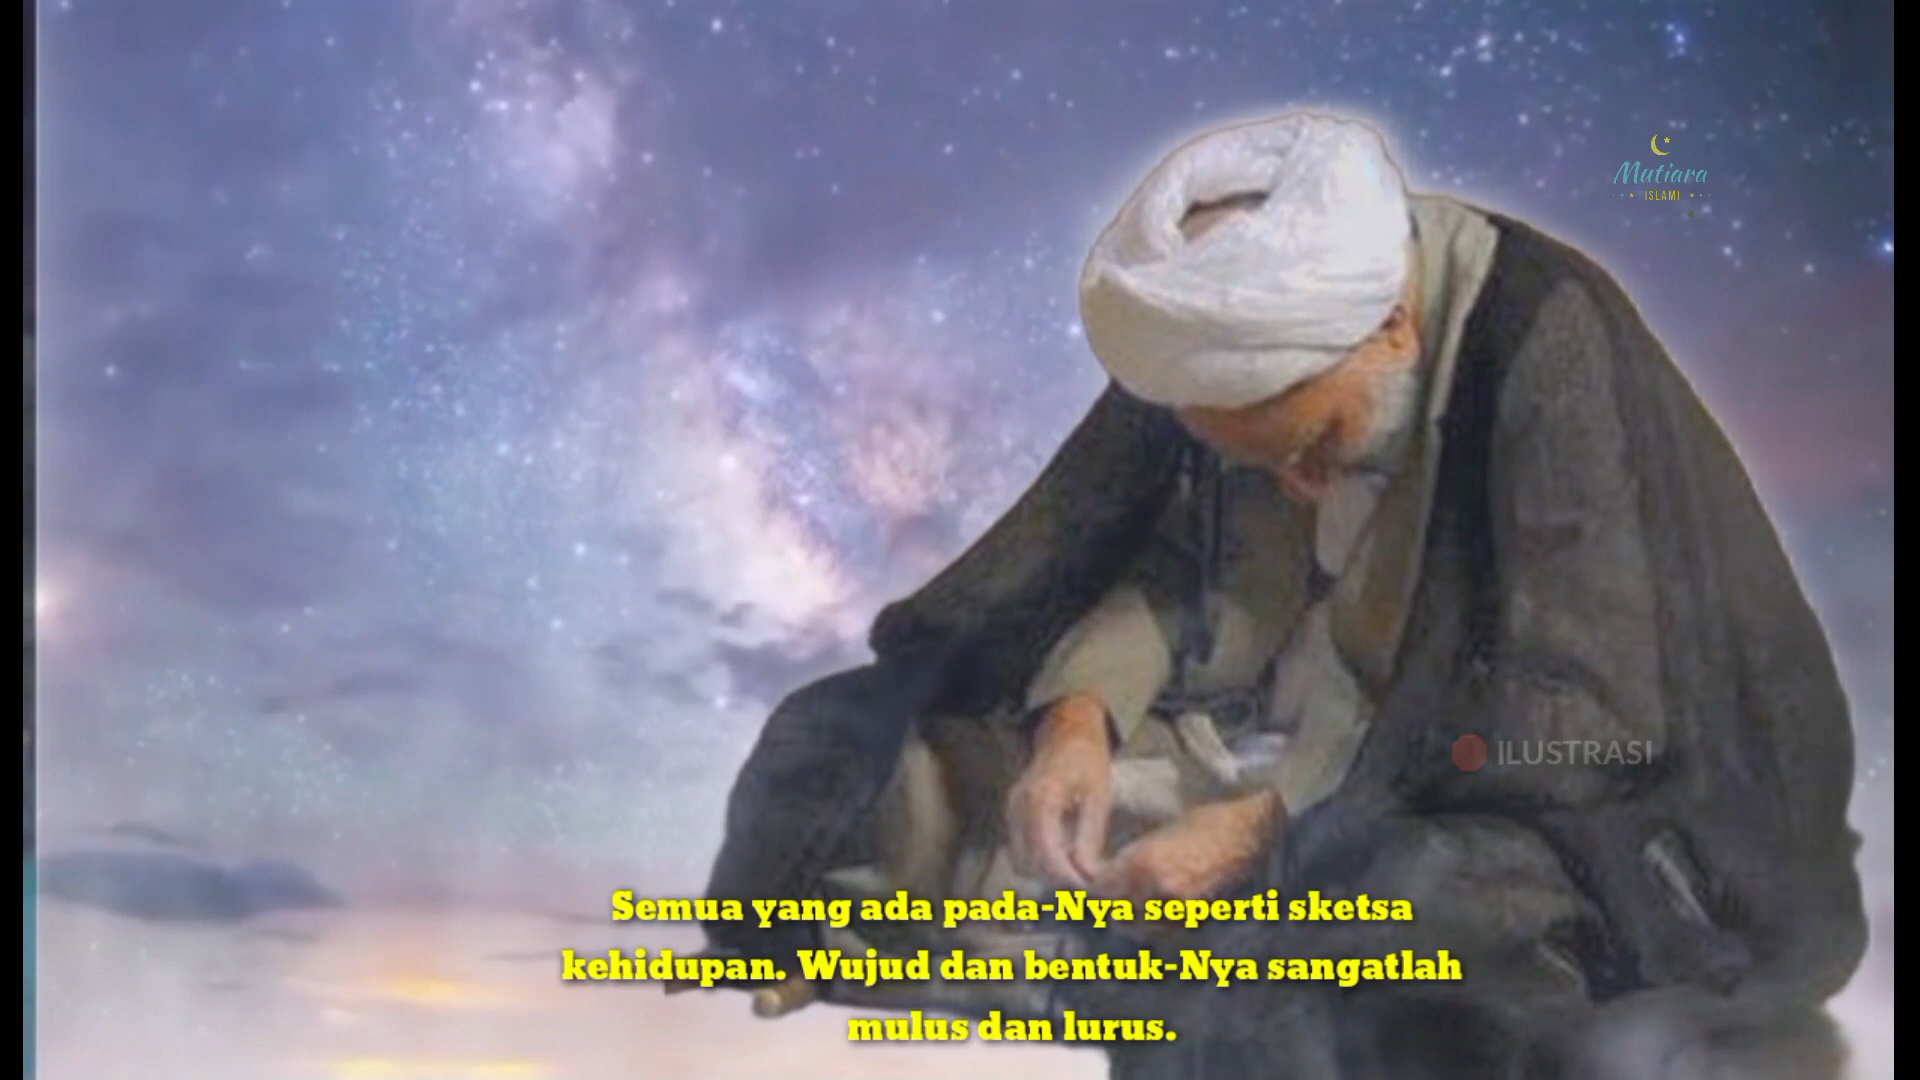 Mutiara
ISLAMI
ILUSTRASI
Semua yang ada pada-Nya seperti sketsa
kehidupan. Wujud dan bentuk-Nya sangatlah
mulus dan lurus.